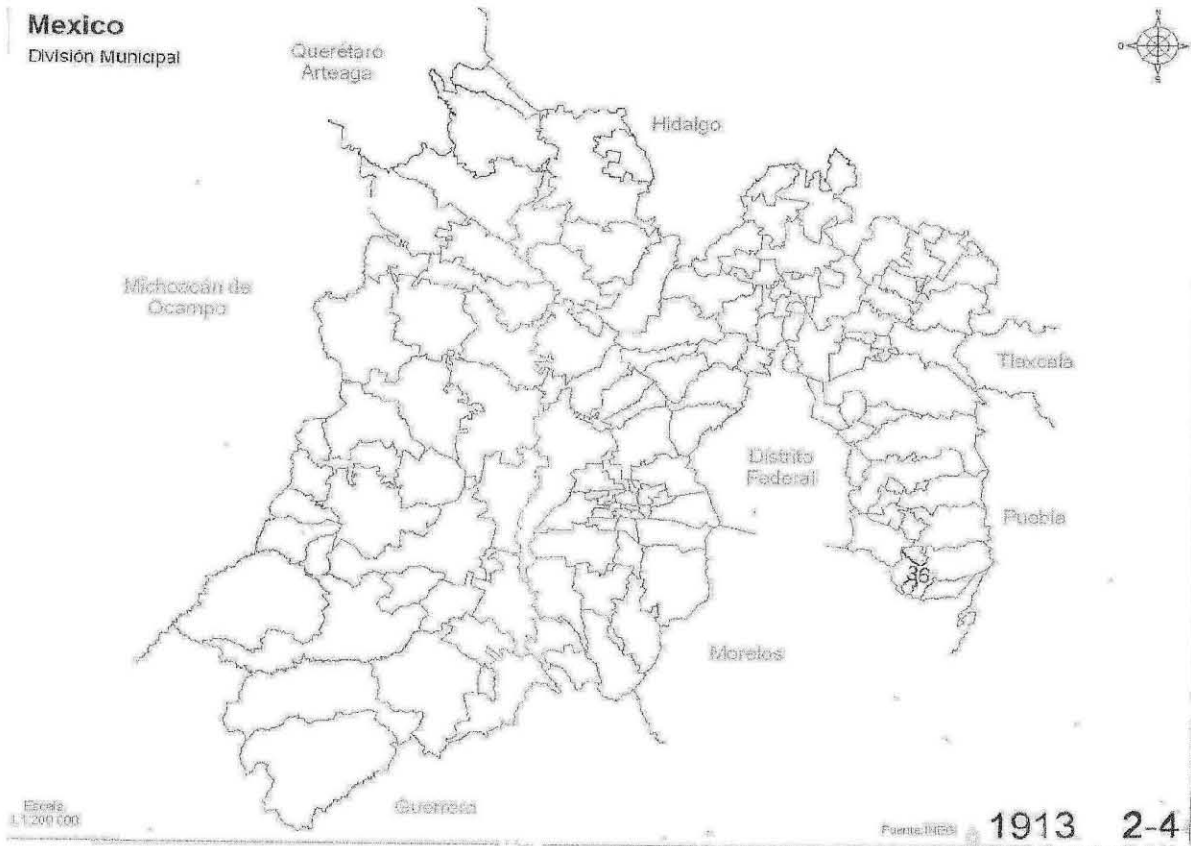 Mexico
División Municipal
Querétaro
Arteaga
N
O
S
Hidalgo
Michoacán de
Ocampo
Tlaxcala
Distrito
Federal
Puebla
36
Morelos
Escala
1:1 200 000
Guerrero
Fuente: INEGI
1913 2-4